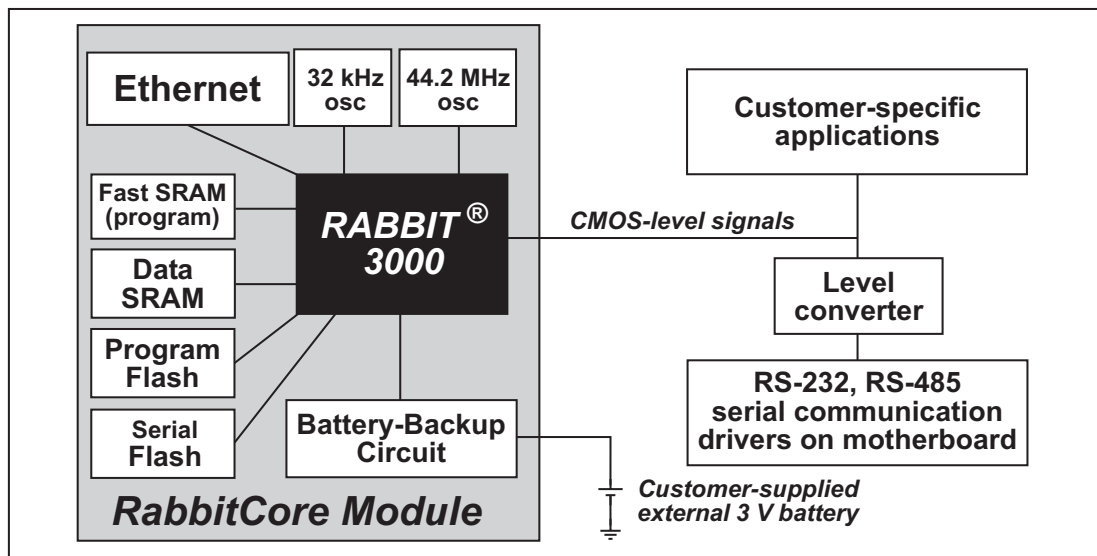 Ethernet
32 kHz
osc
44.2 MHz
osc
Fast SRAM
(program)
Data
SRAM
Program
Flash
Serial
Flash
RABBIT ®
3000
Battery-Backup
Circuit
RabbitCore Module
CMOS-level signals
Customer-specific
applications
Level
converter
RS-232, RS-485
serial communication
drivers on motherboard
Customer-supplied
external 3 V battery